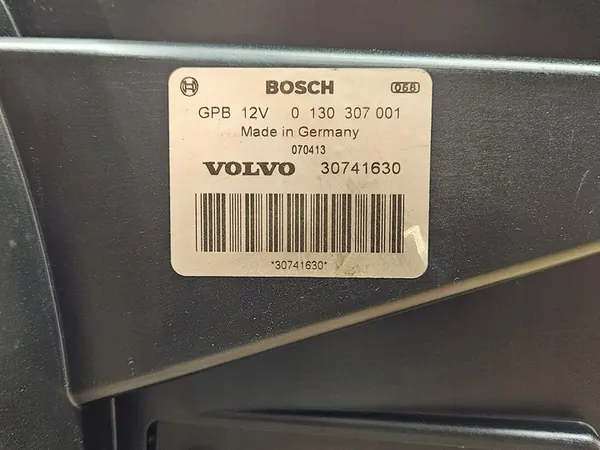 BOSCH 058
GPB 12V 0 130 307 001
Made in Germany
070413
VOLVO 30741630
*30741630*